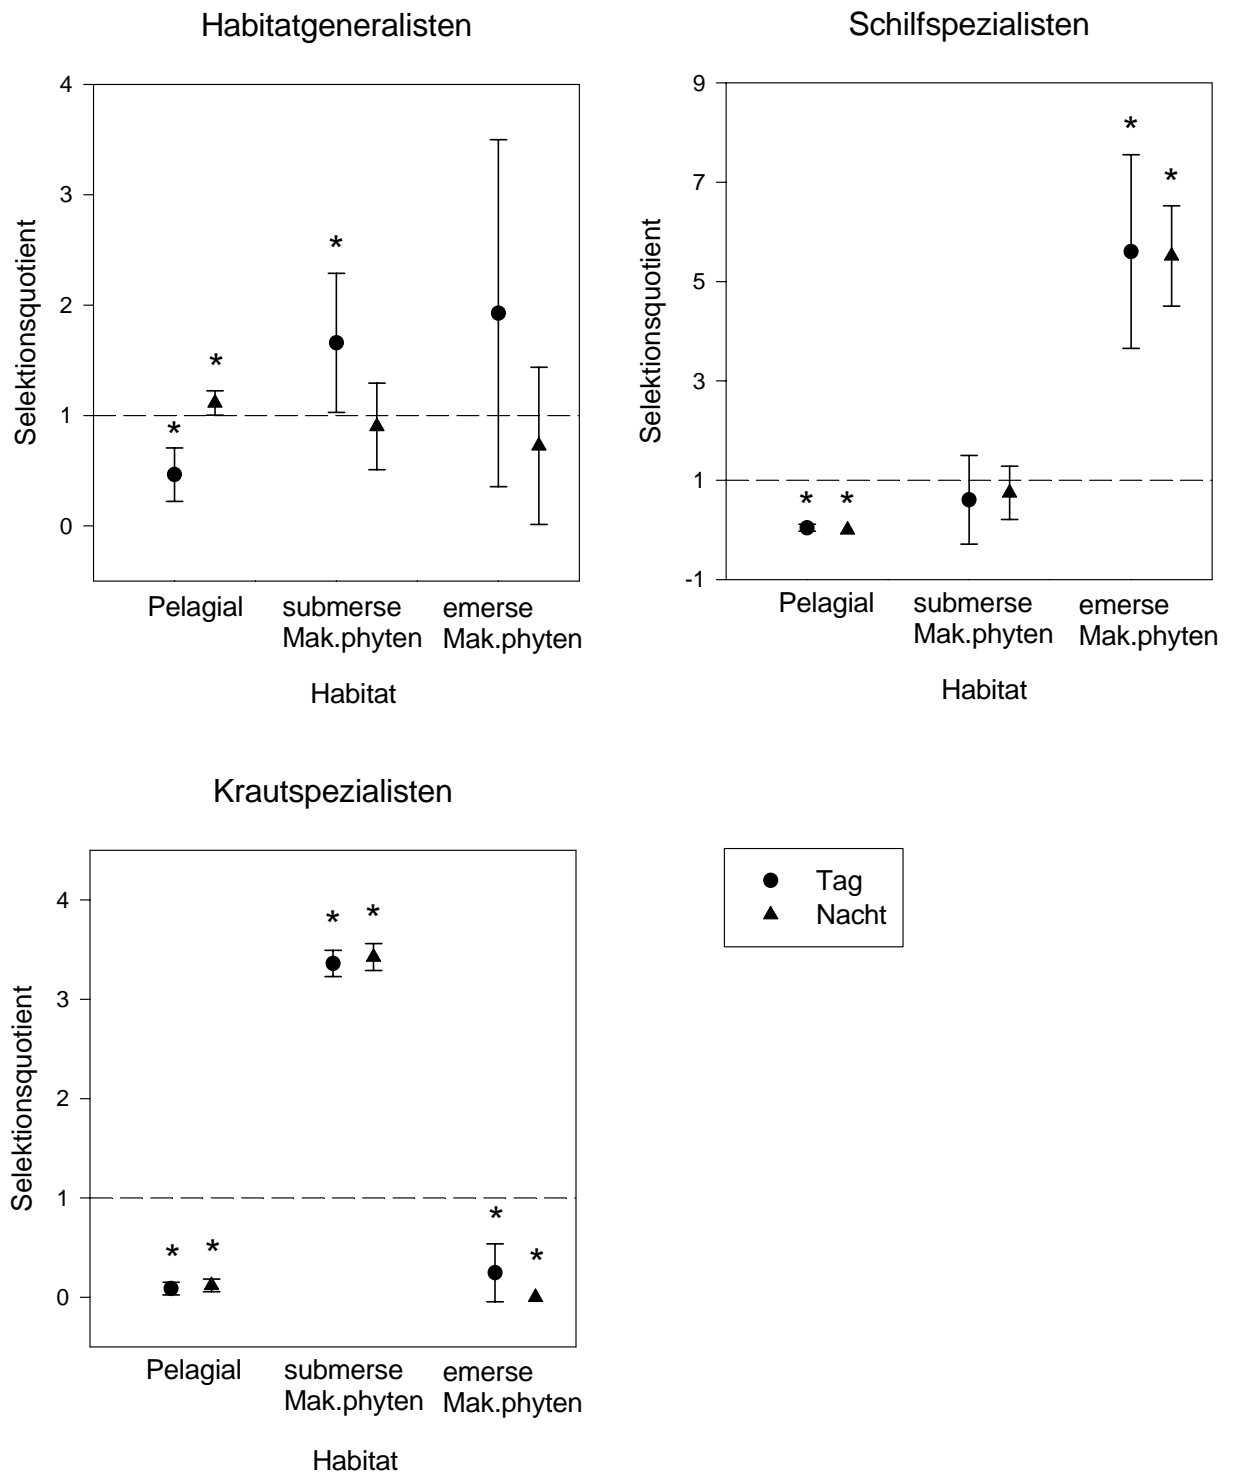 Habitatgeneralisten
4
3
2
1
0
Selektionsquotient
*
*
*
Pelagial
submerse
Mak.phyten
emerse
Mak.phyten
Habitat
Schilfspezialisten
9
7
5
3
1
-1
Selektionsquotient
*
*
*
*
Pelagial
submerse
Mak.phyten
emerse
Mak.phyten
Habitat
Krautspezialisten
4
3
2
1
0
Selektionsquotient
*
*
*
*
*
*
Pelagial
submerse
Mak.phyten
emerse
Mak.phyten
Habitat
Tag
Nacht